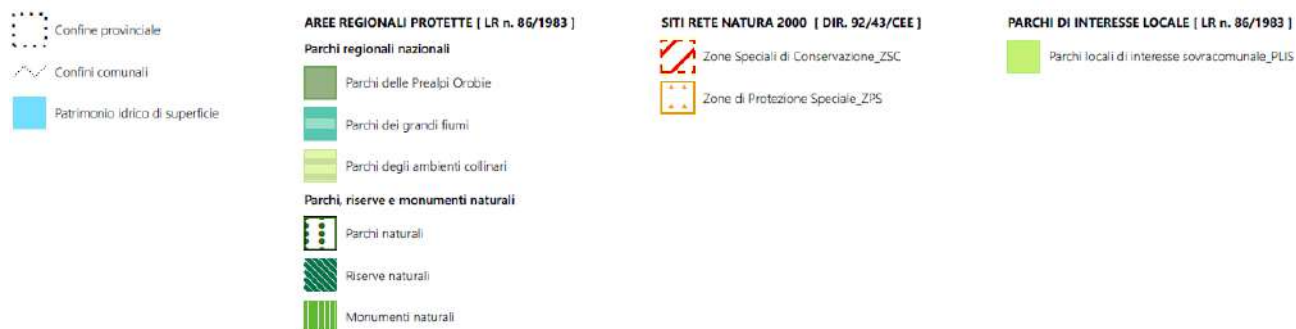 Confine provinciale
Confini comunali
Patrimonio idrico di superficie
AREE REGIONALI PROTETTE [ LR n. 86/1983 ]
Parchi regionali nazionali
Parchi delle Prealpi Orobie
Parchi dei grandi fiumi
Parchi degli ambienti collinari
Parchi, riserve e monumenti naturali
Parchi naturali
Riserve naturali
Monumenti naturali
SITI RETE NATURA 2000 [ DIR. 92/43/CEE ]
Zone Speciali di Conservazione_ZSC
Zone di Protezione Speciale_ZPS
PARCHI DI INTERESSE LOCALE [ LR n. 86/1983 ]
Parchi locali di interesse sovracomunale_PLIS